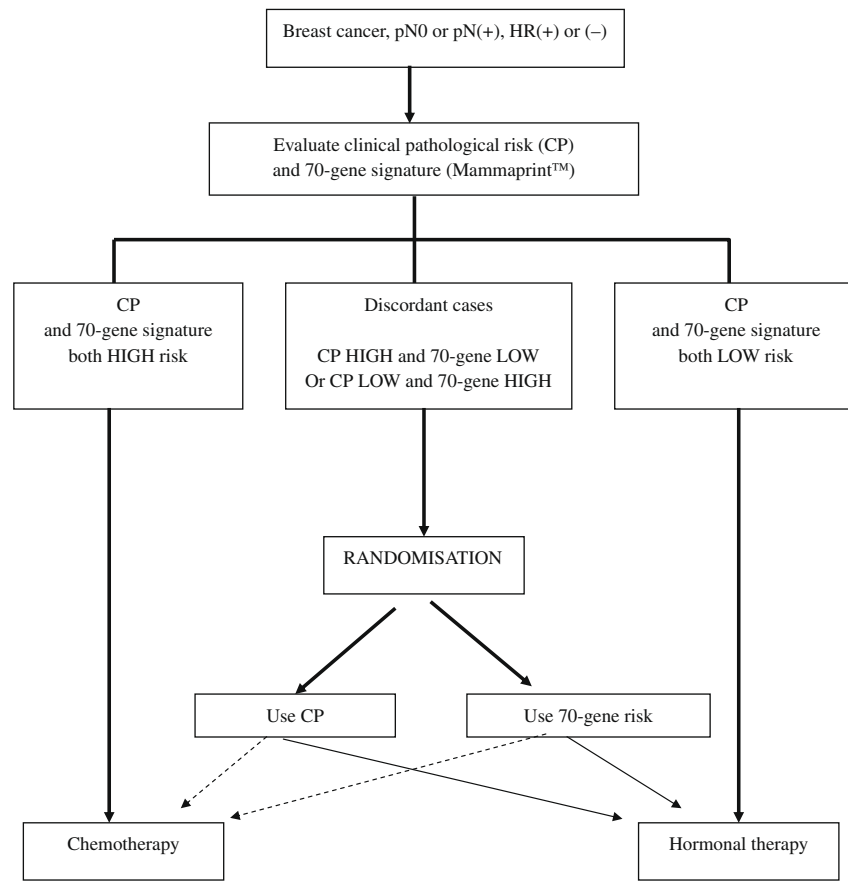 Breast cancer, pN0 or pN(+), HR(+) or (–)
Evaluate clinical pathological risk (CP)
and 70-gene signature (Mammaprint™)
CP
and 70-gene signature
both HIGH risk
Discordant cases
CP HIGH and 70-gene LOW
Or CP LOW and 70-gene HIGH
CP
and 70-gene signature
both LOW risk
RANDOMISATION
Use CP
Use 70-gene risk
Chemotherapy
Hormonal therapy